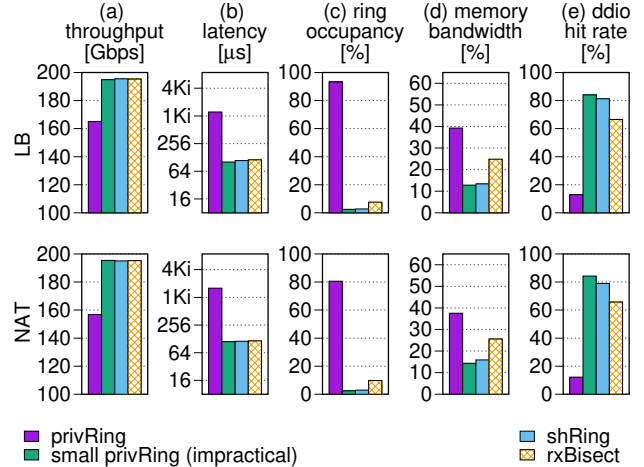 (a) (b) (c) ring (d) memory (e) ddio
throughput latency occupancy bandwidth hit rate
[Gbps] [μs] [%] [%] [%]
LB
200 180 160 140 120 100
4Ki 1Ki 256 64 16
100 80 60 40 20 0
60 50 40 30 20 10 0
100 80 60 40 20 0
NAT
200 180 160 140 120 100
4Ki 1Ki 256 64 16
100 80 60 40 20 0
60 50 40 30 20 10 0
100 80 60 40 20 0
privRing shRing
small privRing (impractical) rxBisect